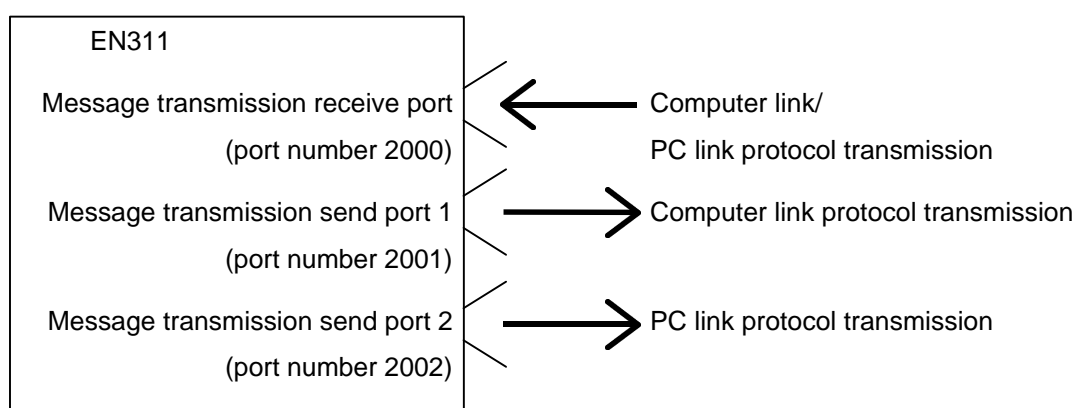 EN311
Message transmission receive port
(port number 2000)
Computer link/
PC link protocol transmission
Message transmission send port 1
(port number 2001)
Computer link protocol transmission
Message transmission send port 2
(port number 2002)
PC link protocol transmission